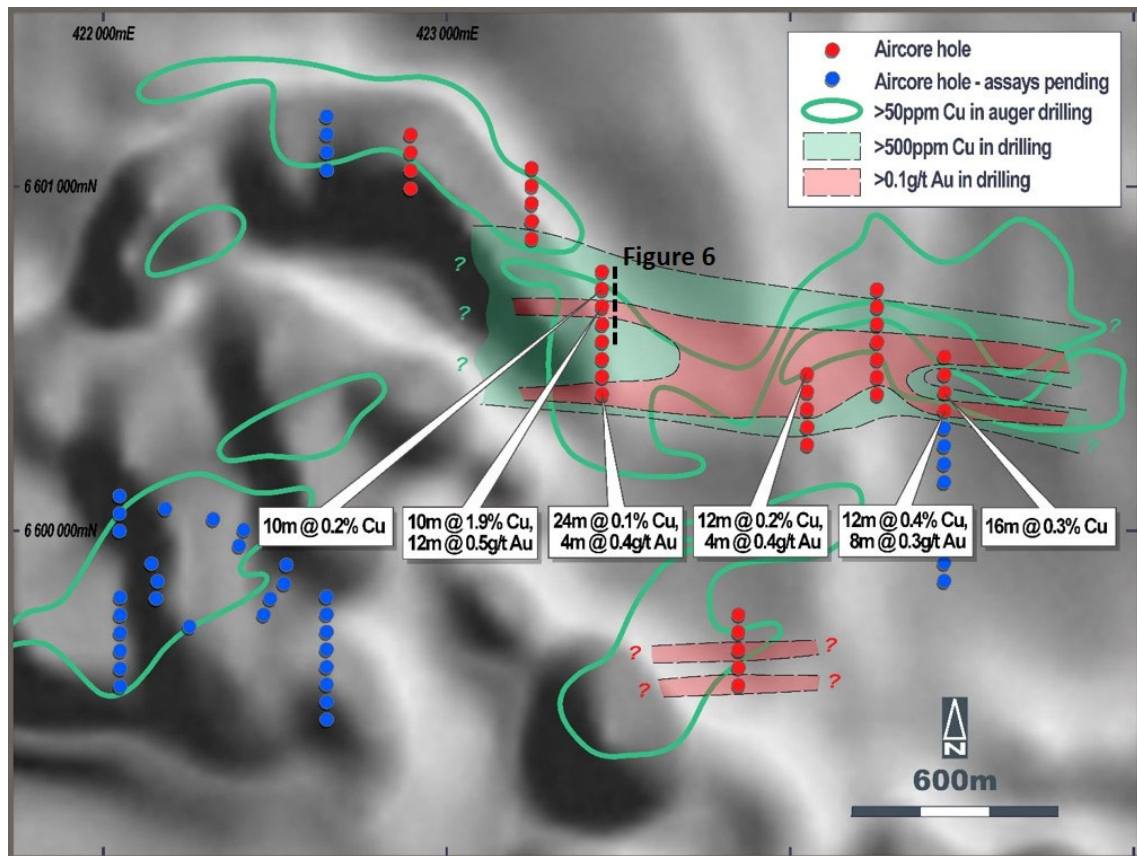 422 000mE
423 000mE
Aircore hole
Aircore hole - assays pending
>50ppm Cu in auger drilling
>500ppm Cu in drilling
>0.1g/t Au in drilling
6 601 000mN
Figure 6
?
?
?
?
?
10m @ 0.2% Cu
10m @ 1.9% Cu,
12m @ 0.5g/t Au
24m @ 0.1% Cu,
4m @ 0.4g/t Au
12m @ 0.2% Cu,
4m @ 0.4g/t Au
12m @ 0.4% Cu,
8m @ 0.3g/t Au
16m @ 0.3% Cu
6 600 000mN
? ?
? ?
N
600m